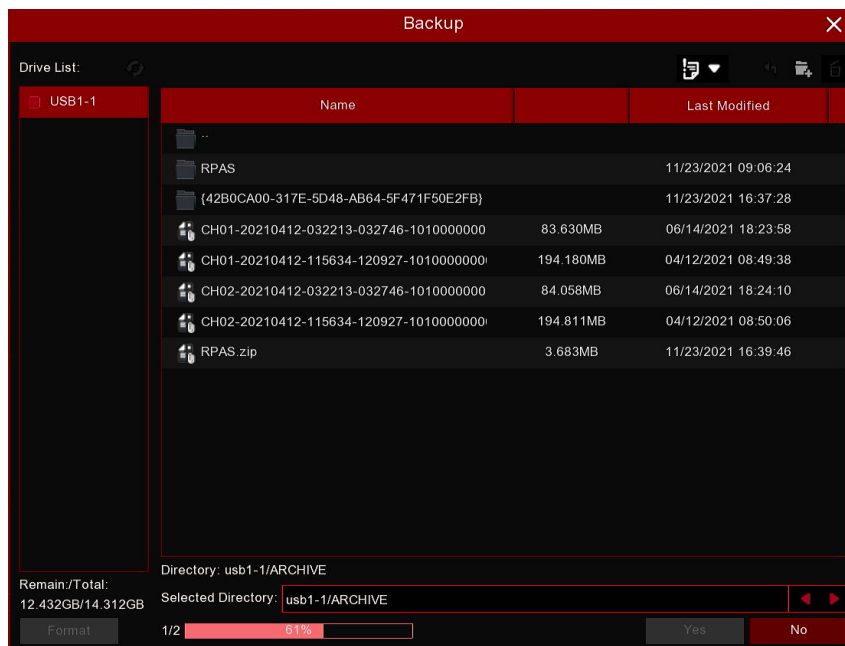 Backup
Drive List:
USB1-1
Name Last Modified
..
RPAS 11/23/2021 09:06:24
{42B0CA00-317E-5D48-AB64-5F471F50E2FB} 11/23/2021 16:37:28
CH01-20210412-032213-032746-1010000000 83.630MB 06/14/2021 18:23:58
CH01-20210412-115634-120927-1010000000 194.180MB 04/12/2021 08:49:38
CH02-20210412-032213-032746-1010000000 84.058MB 06/14/2021 18:24:10
CH02-20210412-115634-120927-1010000000 194.811MB 04/12/2021 08:50:06
RPAS.zip 3.683MB 11/23/2021 16:39:46
Directory: usb1-1/ARCHIVE
Remain:/Total:
12.432GB/14.312GB
Selected Directory: usb1-1/ARCHIVE
Format 1/2 61% Yes No